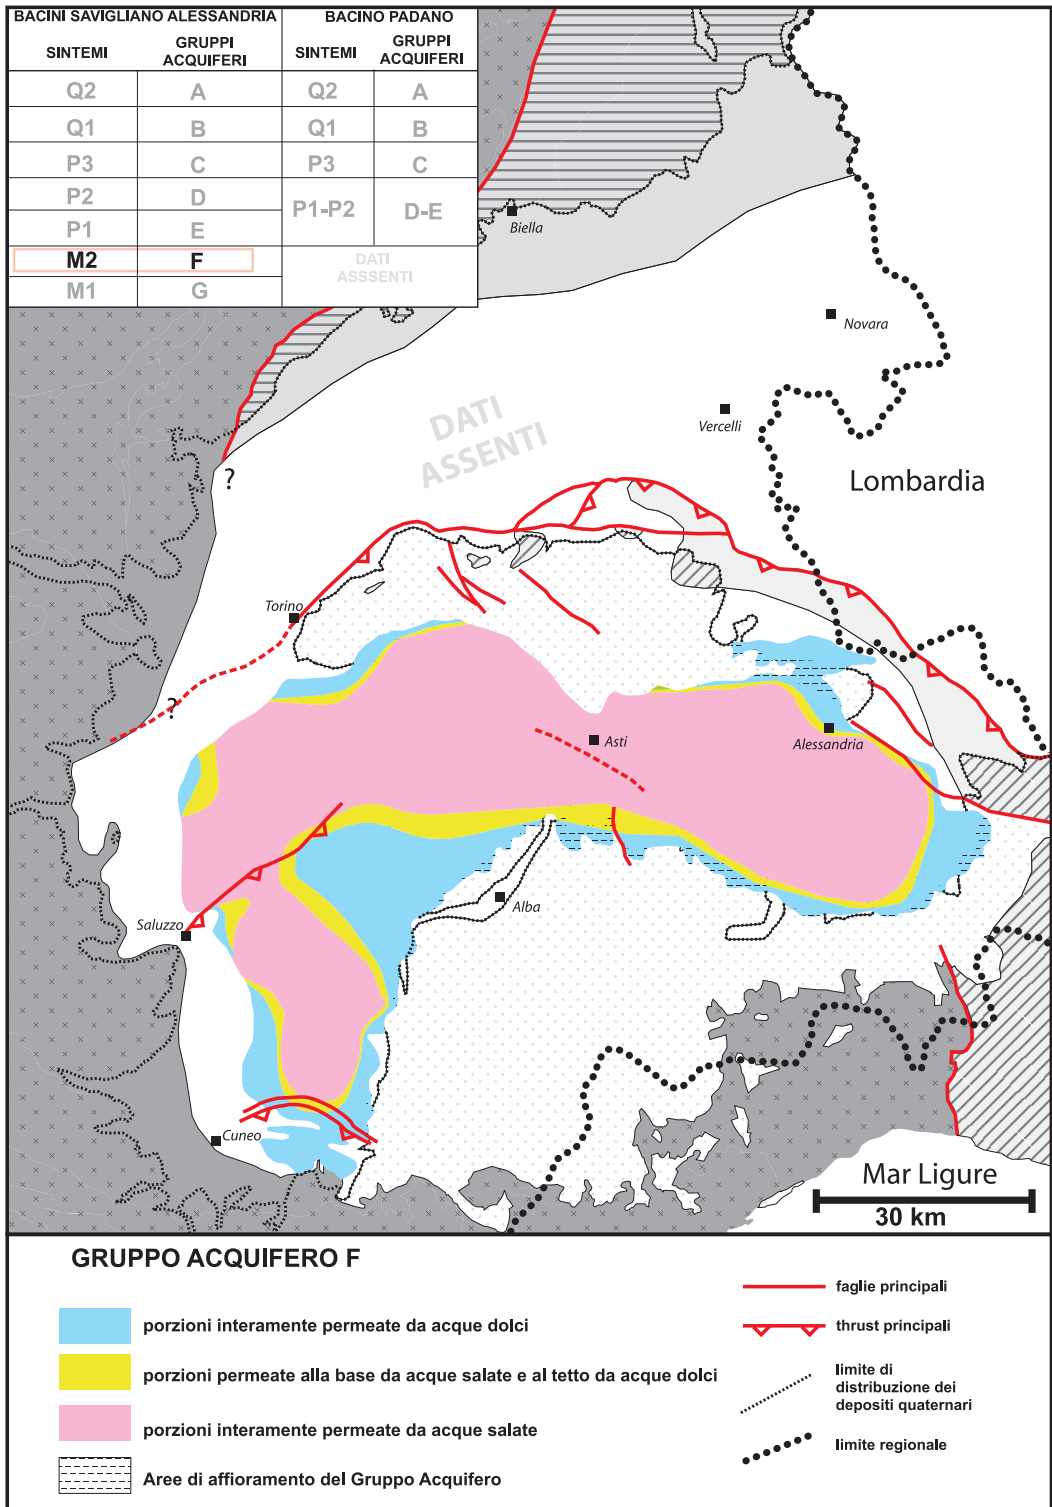 BACINI SAVIGLIANO ALESSANDRIA BACINO PADANO
SINTEMI GRUPPI ACQUIFERI SINTEMI GRUPPI ACQUIFERI
Q2 A Q2 A
Q1 B Q1 B
P3 C P3 C
P2 D P1-P2 D-E
P1 E
M2 F DATI ASSSENTI
M1 G
Biella
Novara
Vercelli
DATI
ASSENTI
?
Lombardia
Torino
?
Asti
Alessandria
Alba
Saluzzo
Cuneo
Mar Ligure
30 km
GRUPPO ACQUIFERO F
porzioni interamente permeate da acque dolci
porzioni permeate alla base da acque salate e al tetto da acque dolci
porzioni interamente permeate da acque salate
Aree di affioramento del Gruppo Acquifero
faglie principali
thrust principali
limite di
distribuzione dei
depositi quaternari
limite regionale